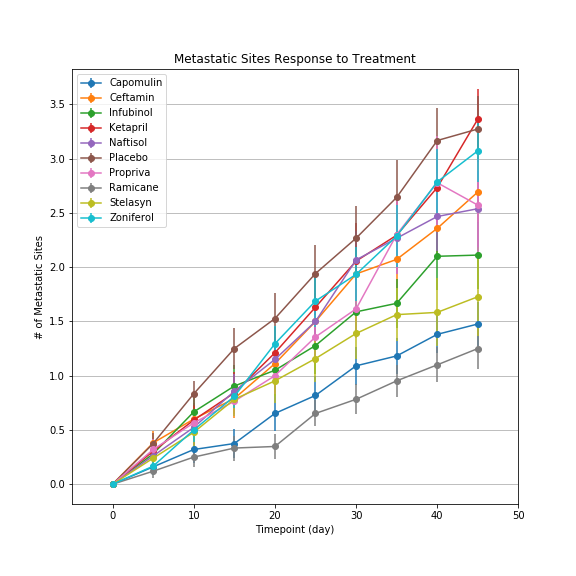 Metastatic Sites Response to Treatment
Capomulin
Ceftamin
Infubinol
Ketapril
Naftisol
Placebo
Propriva
Ramicane
Stelasyn
Zoniferol
# of Metastatic Sites
3.5
3.0
2.5
2.0
1.5
1.0
0.5
0.0
0 10 20 30 40 50
Timepoint (day)